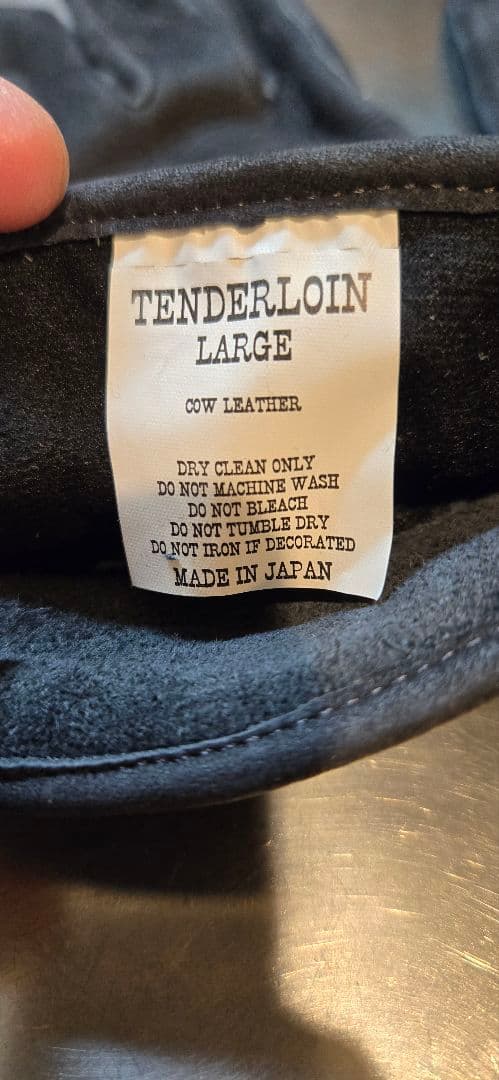 TENDERLOIN
LARGE
COW LEATHER
DRY CLEAN ONLY
DO NOT MACHINE WASH
DO NOT BLEACH
DO NOT TUMBLE DRY
DO NOT IRON IF DECORATED
MADE IN JAPAN